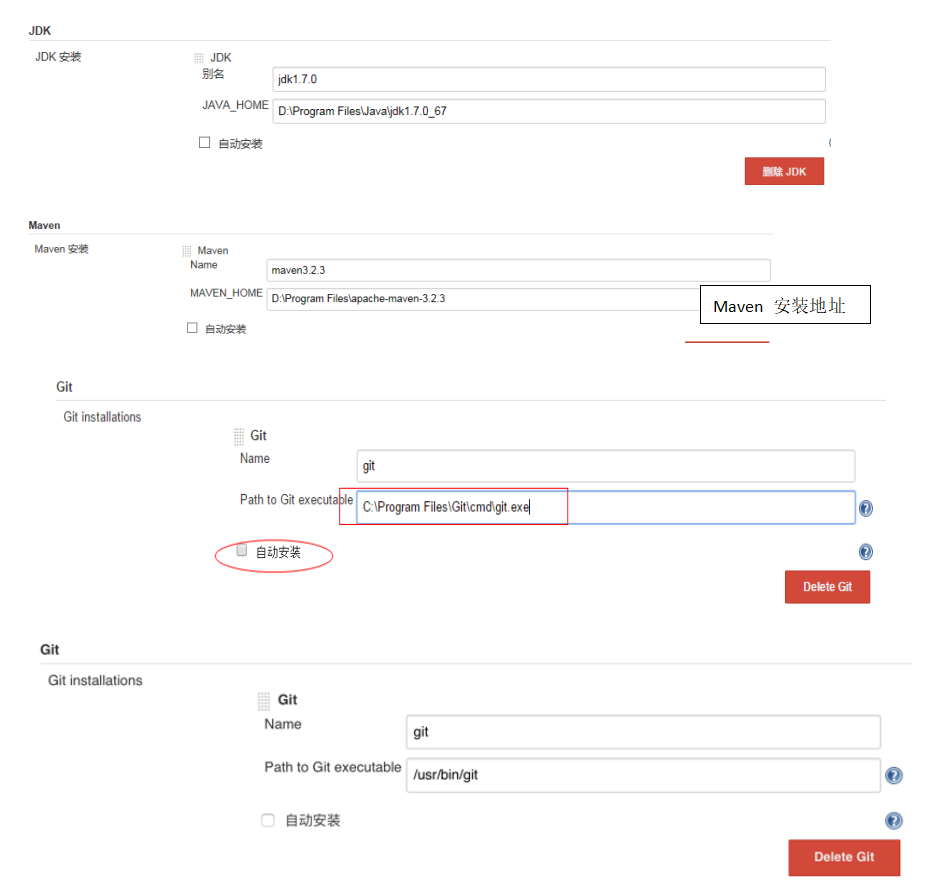 JDK
JDK 安装
JDK
别名
jdk1.7.0
JAVA_HOME
D:\Program Files\Java\jdk1.7.0_67
自动安装
删除 JDK
Maven
Maven 安装
Maven
Name
maven3.2.3
MAVEN_HOME
D:\Program Files\apache-maven-3.2.3
Maven 安装地址
自动安装
Git
Git installations
Git
Name
git
Path to Git executable
C:\Program Files\Git\cmd\git.exe
自动安装
Delete Git
Git
Git installations
Git
Name
git
Path to Git executable
/usr/bin/git
自动安装
Delete Git